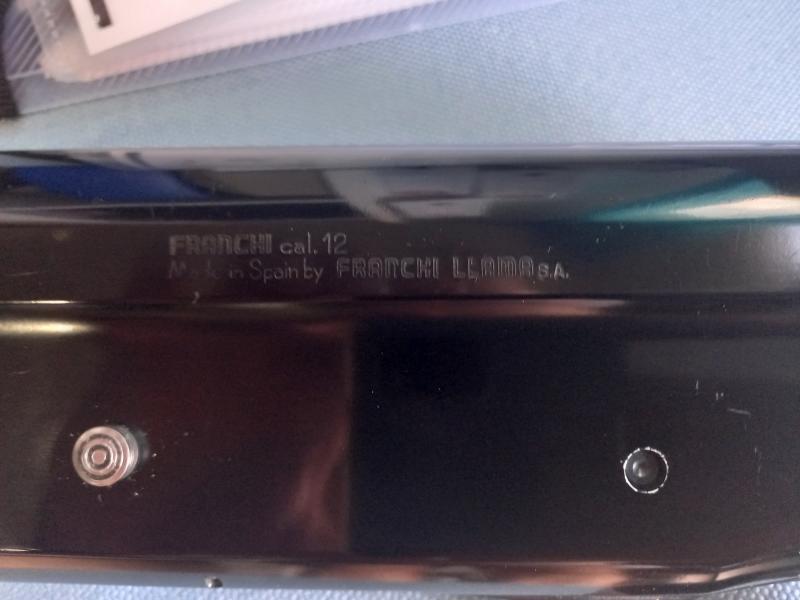 FRANCHI cal. 12
Made in Spain by FRANCHI LLAMA S.A.